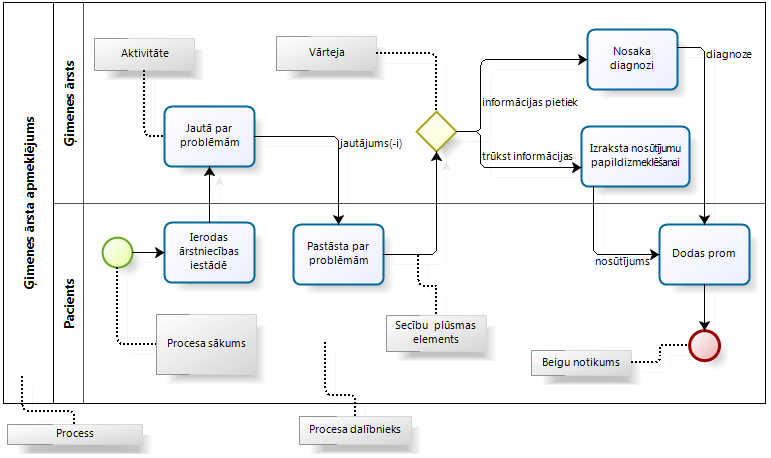 Ģimenes ārsta apmeklējums
Ģimenes ārsts
Pacients
Aktivitāte
Vārteja
Nosaka
diagnozi
diagnoze
informācijas pietiek
Jautā par
problēmām
jautājums(-i)
trūkst informācijas
Izraksta nosūtījumu
papildizmeklēšanai
Ierodas
ārstniecības
iestādē
Pastāsta par
problēmām
nosūtījums
Dodas prom
Procesa sākums
Secību plūsmas
elements
Beigu notikums
Process
Procesa dalībnieks